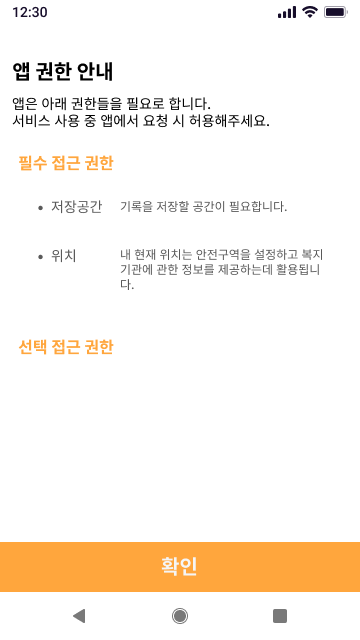 12:30
앱 권한 안내
앱은 아래 권한들을 필요로 합니다.
서비스 사용 중 앱에서 요청 시 허용해주세요.
필수 접근 권한
• 저장공간 기록을 저장할 공간이 필요합니다.
• 위치 내 현재 위치는 안전구역을 설정하고 복지
기관에 관한 정보를 제공하는데 활용됩니
다.
선택 접근 권한
확인